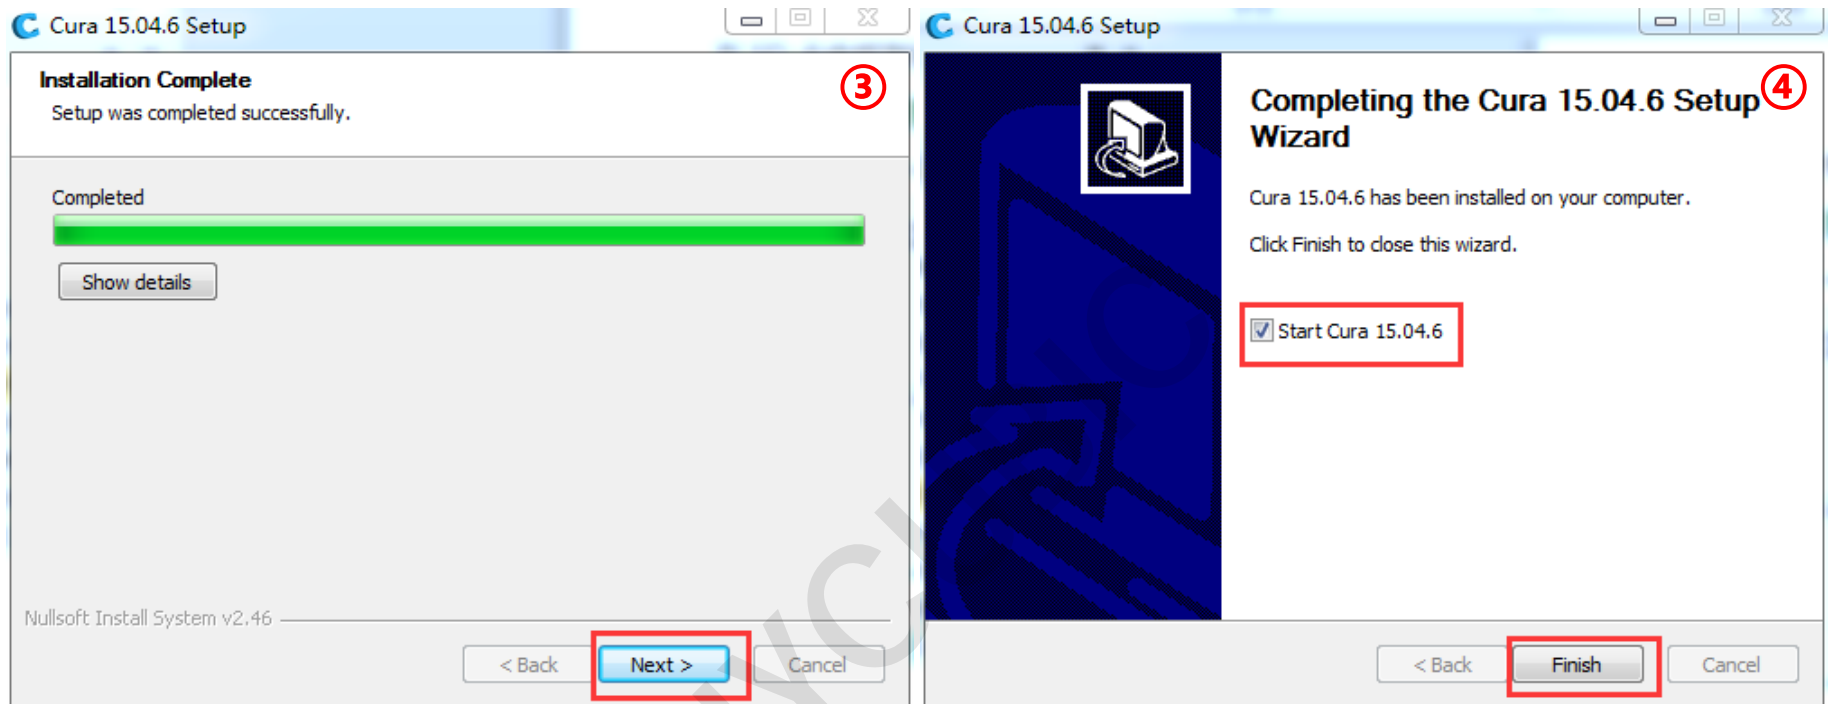 Cura 15.04.6 Setup
Installation Complete
Setup was completed successfully.
③
Completed
Show details
Nullsoft Install System v2.46
< Back
Next >
Cancel
Cura 15.04.6 Setup
Completing the Cura 15.04.6 Setup
Wizard
④
Cura 15.04.6 has been installed on your computer.
Click Finish to close this wizard.
Start Cura 15.04.6
< Back
Finish
Cancel